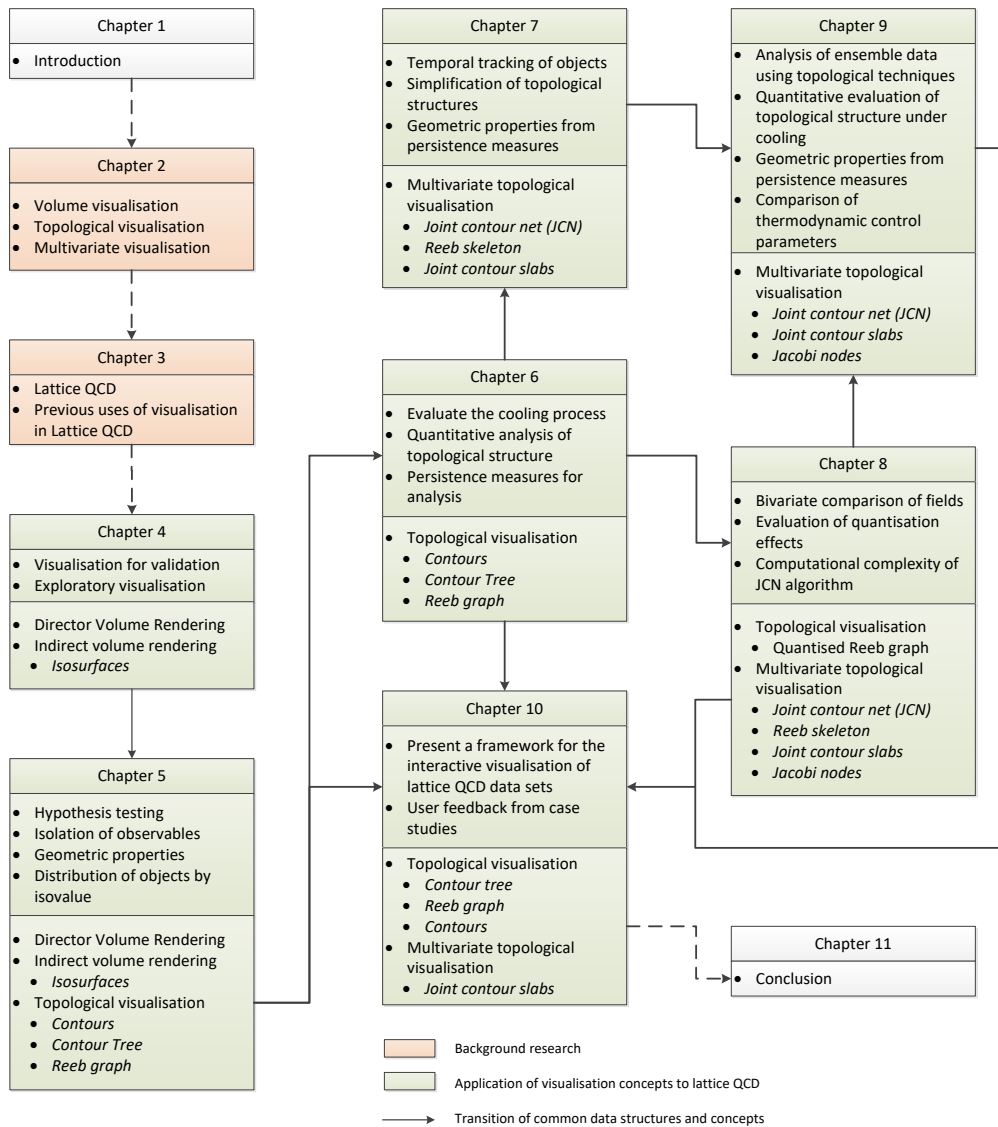 Chapter 1
• Introduction
Chapter 2
• Volume visualisation
• Topological visualisation
• Multivariate visualisation
Chapter 3
• Lattice QCD
• Previous uses of visualisation
in Lattice QCD
Chapter 4
• Visualisation for validation
• Exploratory visualisation
• Director Volume Rendering
• Indirect volume rendering
• Isosurfaces
Chapter 5
• Hypothesis testing
• Isolation of observables
• Geometric properties
• Distribution of objects by
isovalue
• Director Volume Rendering
• Indirect volume rendering
• Isosurfaces
• Topological visualisation
• Contours
• Contour Tree
• Reeb graph
Chapter 7
• Temporal tracking of objects
• Simplification of topological
structures
• Geometric properties from
persistence measures
• Multivariate topological
visualisation
• Joint contour net (JCN)
• Reeb skeleton
• Joint contour slabs
Chapter 6
• Evaluate the cooling process
• Quantitative analysis of
topological structure
• Persistence measures for
analysis
• Topological visualisation
• Contours
• Contour Tree
• Reeb graph
Chapter 10
• Present a framework for the
interactive visualisation of
lattice QCD data sets
• User feedback from case
studies
• Topological visualisation
• Contour tree
• Reeb graph
• Contours
• Multivariate topological
visualisation
• Joint contour slabs
Chapter 9
• Analysis of ensemble data
using topological techniques
• Quantitative evaluation of
topological structure under
cooling
• Geometric properties from
persistence measures
• Comparison of
thermodynamic control
parameters
• Multivariate topological
visualisation
• Joint contour net (JCN)
• Joint contour slabs
• Jacobi nodes
Chapter 8
• Bivariate comparison of fields
• Evaluation of quantisation
effects
• Computational complexity of
JCN algorithm
• Topological visualisation
• Quantised Reeb graph
• Multivariate topological
visualisation
• Joint contour net (JCN)
• Reeb skeleton
• Joint contour slabs
• Jacobi nodes
Chapter 11
• Conclusion
Background research
Application of visualisation concepts to lattice QCD
Transition of common data structures and concepts